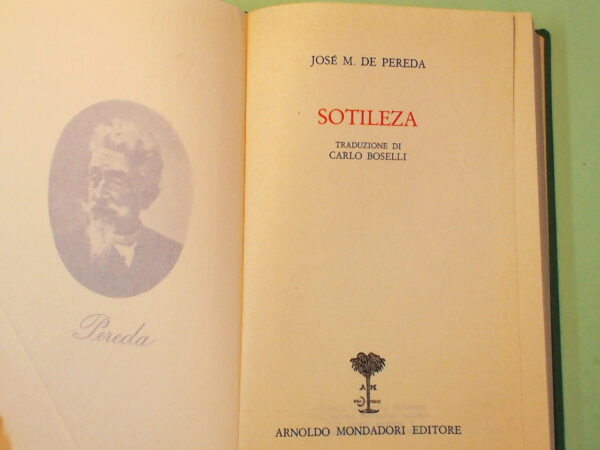 Pereda
JOSÉ M. DE PEREDA
SOTILEZA
TRADUZIONE DI
CARLO BOSELLI
A M
ARNOLDO MONDADORI EDITORE